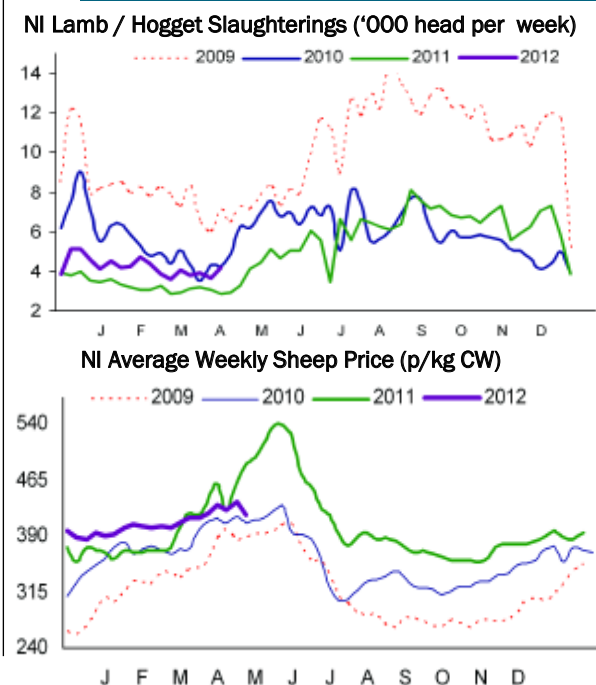 NI Lamb / Hogget Slaughterings (‘000 head per week)
2009 2010 2011 2012
14
12
10
8
6
4
2
J F M A M J J A S O N D
NI Average Weekly Sheep Price (p/kg CW)
2009 2010 2011 2012
540
465
390
315
240
J F M A M J J A S O N D